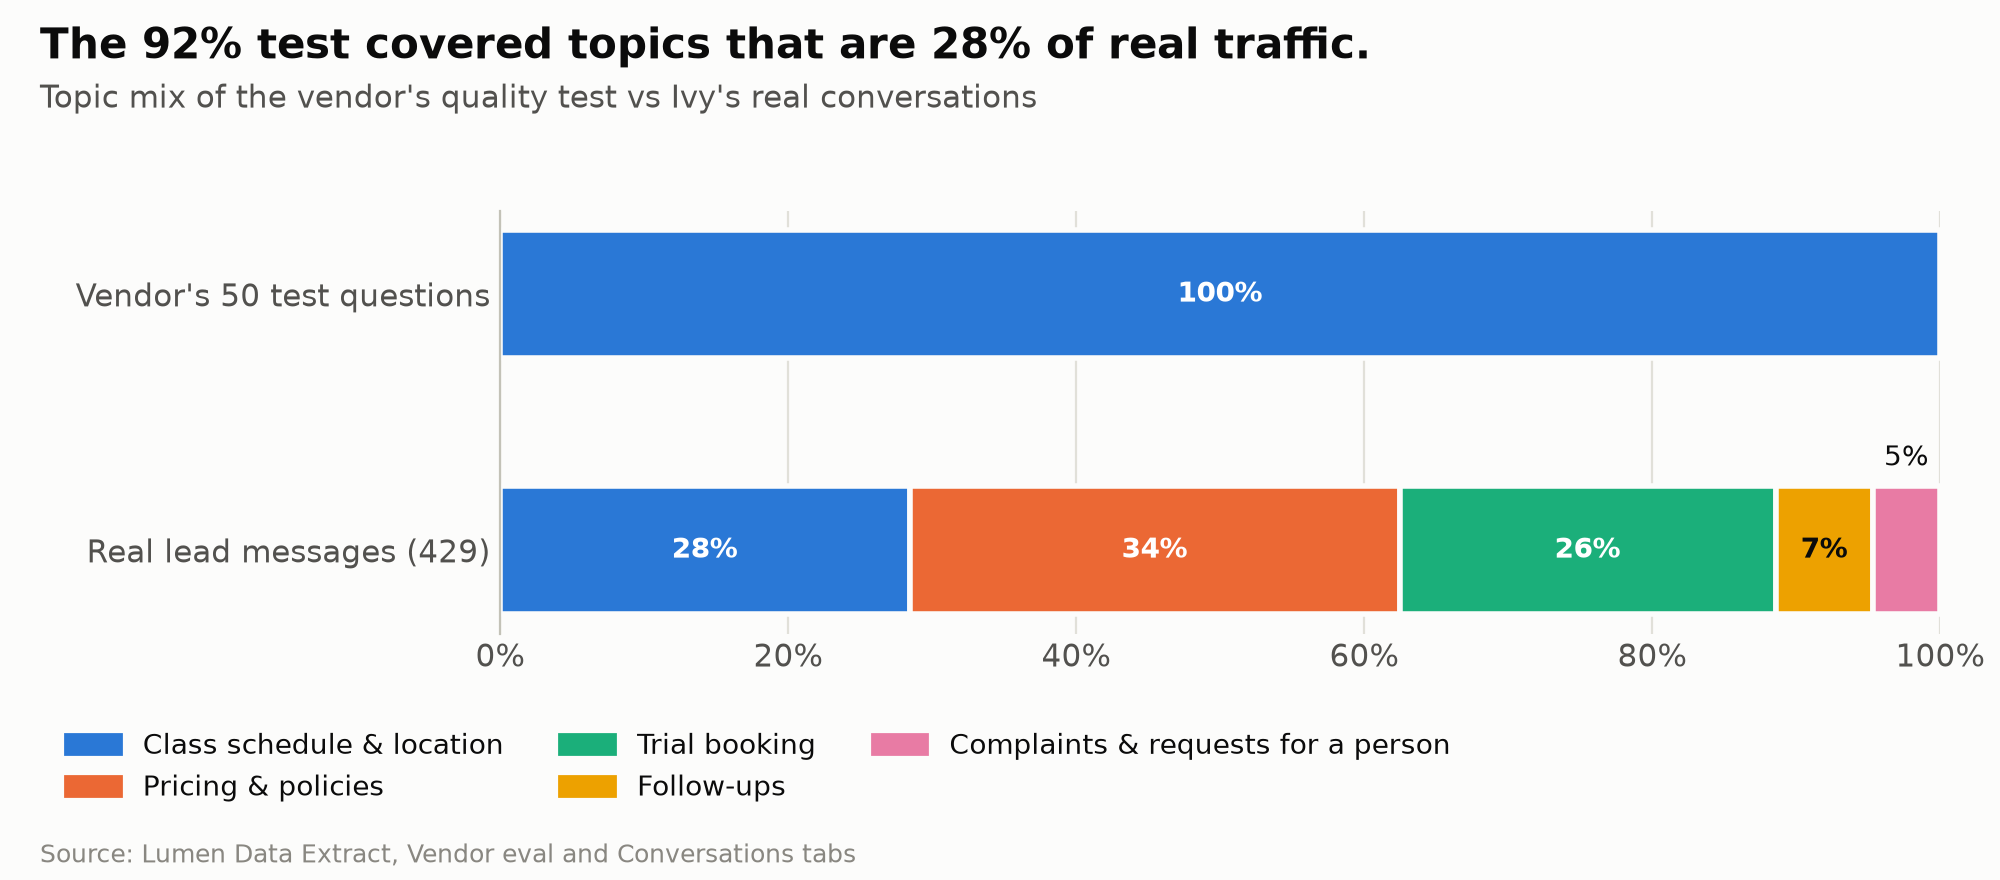 The 92% test covered topics that are 28% of real traffic.
Topic mix of the vendor's quality test vs Ivy's real conversations
Vendor's 50 test questions
100%
5%
Real lead messages (429)
28%
34%
26%
7%
0%
20%
40%
60%
80%
100%
Class schedule & location
Trial booking
Complaints & requests for a person
Pricing & policies
Follow-ups
Source: Lumen Data Extract, Vendor eval and Conversations tabs